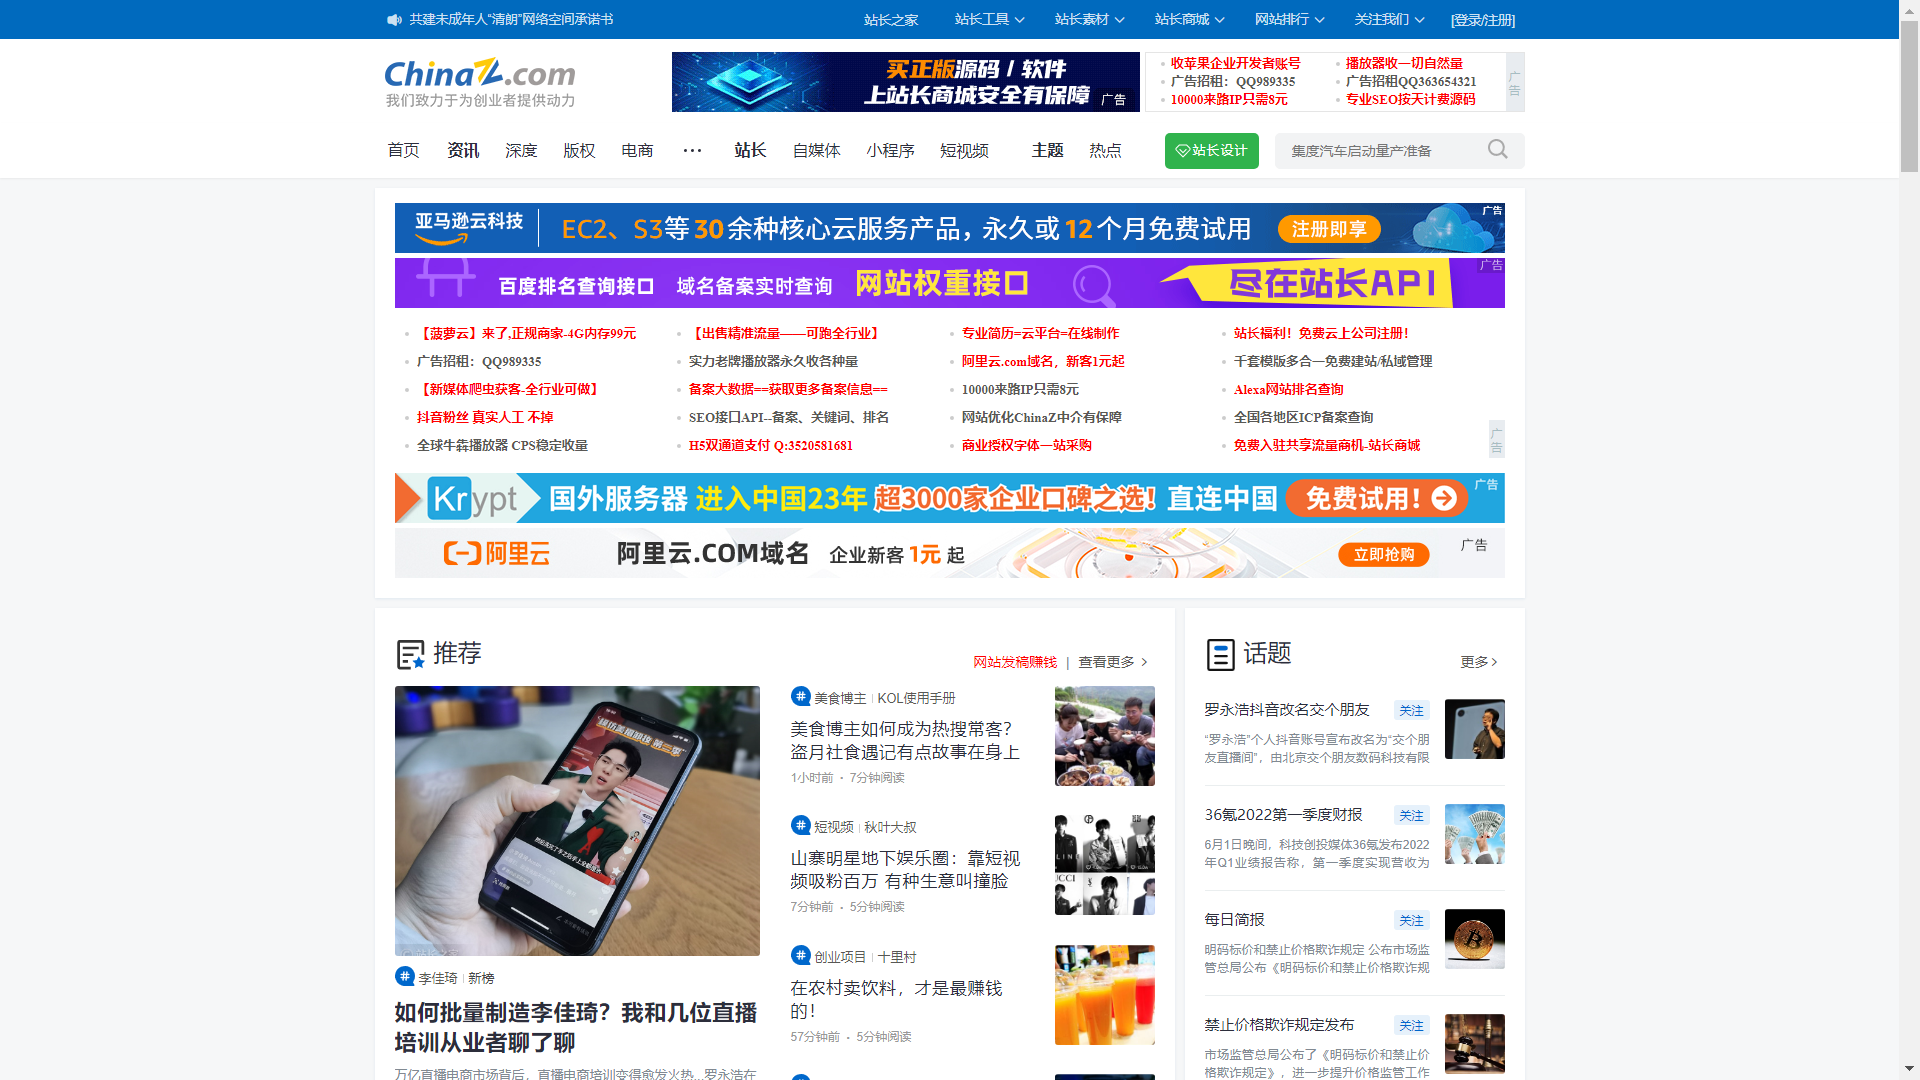 共建未成年人“清朗”网络空间承诺书
站长之家 站长工具 站长素材 站长商城 网站排行 关注我们 [登录/注册]
ChinaZ.com
我们致力于为创业者提供动力
买正版源码 / 软件
上站长商城安全有保障
广告
收苹果企业开发者账号
播放器收一切自然量
广告招租：QQ989335
广告招租QQ363654321
10000来路IP只需8元
专业SEO按天计费源码
广告
首页 资讯 深度 版权 电商 ··· 站长 自媒体 小程序 短视频 主题 热点
站长设计
集度汽车启动量产准备
亚马逊云科技 EC2、S3等30余种核心云服务产品，永久或12个月免费试用 注册即享 广告
百度排名查询接口 域名备案实时查询 网站权重接口 尽在站长API 广告
【菠萝云】来了,正规商家-4G内存99元
【出售精准流量——可跑全行业】
专业简历=云平台=在线制作
站长福利！免费云上公司注册！
广告招租：QQ989335
实力老牌播放器永久收各种量
阿里云.com域名，新客1元起
千套模版多合一免费建站/私域管理
【新媒体爬虫获客-全行业可做】
备案大数据==获取更多备案信息==
10000来路IP只需8元
Alexa网站排名查询
抖音粉丝 真实人工 不掉
SEO接口API--备案、关键词、排名
网站优化ChinaZ中介有保障
全国各地区ICP备案查询
全球牛犇播放器 CPS稳定收量
H5双通道支付 Q:3520581681
商业授权字体一站采购
免费入驻共享流量商机-站长商城
广告
Krypt 国外服务器 进入中国23年 超3000家企业口碑之选！直连中国 免费试用！ 广告
阿里云 阿里云.COM域名 企业新客 1元 起 立即抢购 广告
推荐
网站发稿赚钱 | 查看更多
李佳琦 | 新榜
如何批量制造李佳琦？我和几位直播
培训从业者聊了聊
万亿直播电商市场背后，直播电商培训变得愈发火热...罗永浩在
美食博主 | KOL使用手册
美食博主如何成为热搜常客？
盗月社食遇记有点故事在身上
1小时前 · 7分钟阅读
短视频 | 秋叶大叔
山寨明星地下娱乐圈：靠短视
频吸粉百万 有种生意叫撞脸
7分钟前 · 5分钟阅读
创业项目 | 十里村
在农村卖饮料，才是最赚钱
的！
57分钟前 · 5分钟阅读
话题
更多
罗永浩抖音改名交个朋友 关注
“罗永浩”个人抖音账号宣布改名为“交个朋
友直播间”，由北京交个朋友数码科技有限
36氪2022第一季度财报 关注
6月1日晚间，科技创投媒体36氪发布2022
年Q1业绩报告称，第一季度实现营收为
每日简报 关注
明码标价和禁止价格欺诈规定 公布市场监
管总局公布《明码标价和禁止价格欺诈规
禁止价格欺诈规定发布 关注
市场监管总局公布了《明码标价和禁止价
格欺诈规定》，进一步提升价格监管工作